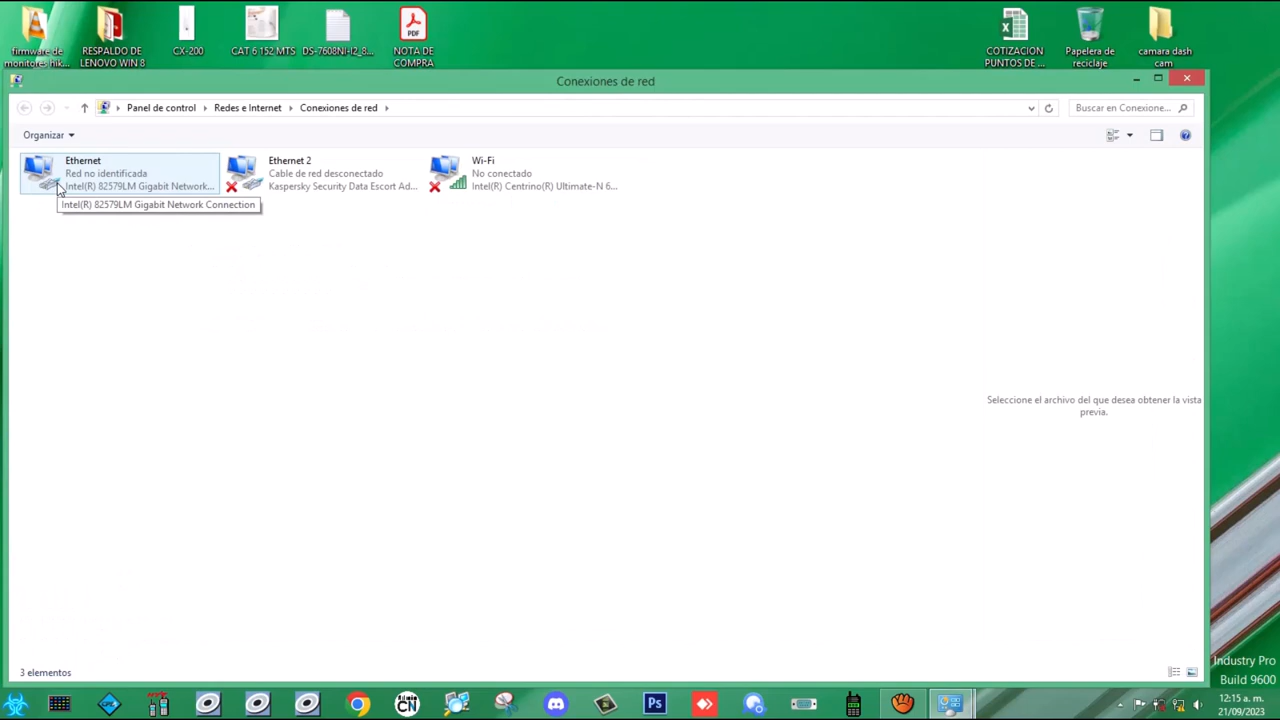 firmware de
monitores hik...
RESPALDO DE
LENOVO WIN 8
CX-200
CAT 6 152 MTS
DS-7608NI-I2_8...
NOTA DE
COMPRA
COTIZACION
PUNTOS DE ...
Papelera de
reciclaje
camara dash
cam
Conexiones de red
Panel de control
Redes e Internet
Conexiones de red
Buscar en Conexione...
Organizar
Ethernet
Red no identificada
Intel(R) 82579LM Gigabit Network...
Ethernet 2
Cable de red desconectado
Kaspersky Security Data Escort Ad...
Wi-Fi
No conectado
Intel(R) Centrino(R) Ultimate-N 6...
Intel(R) 82579LM Gigabit Network Connection
Seleccione el archivo del que desea obtener la vista
previa.
3 elementos
Industry Pro
Build 9600
Ps
12:15 a. m.
21/09/2023